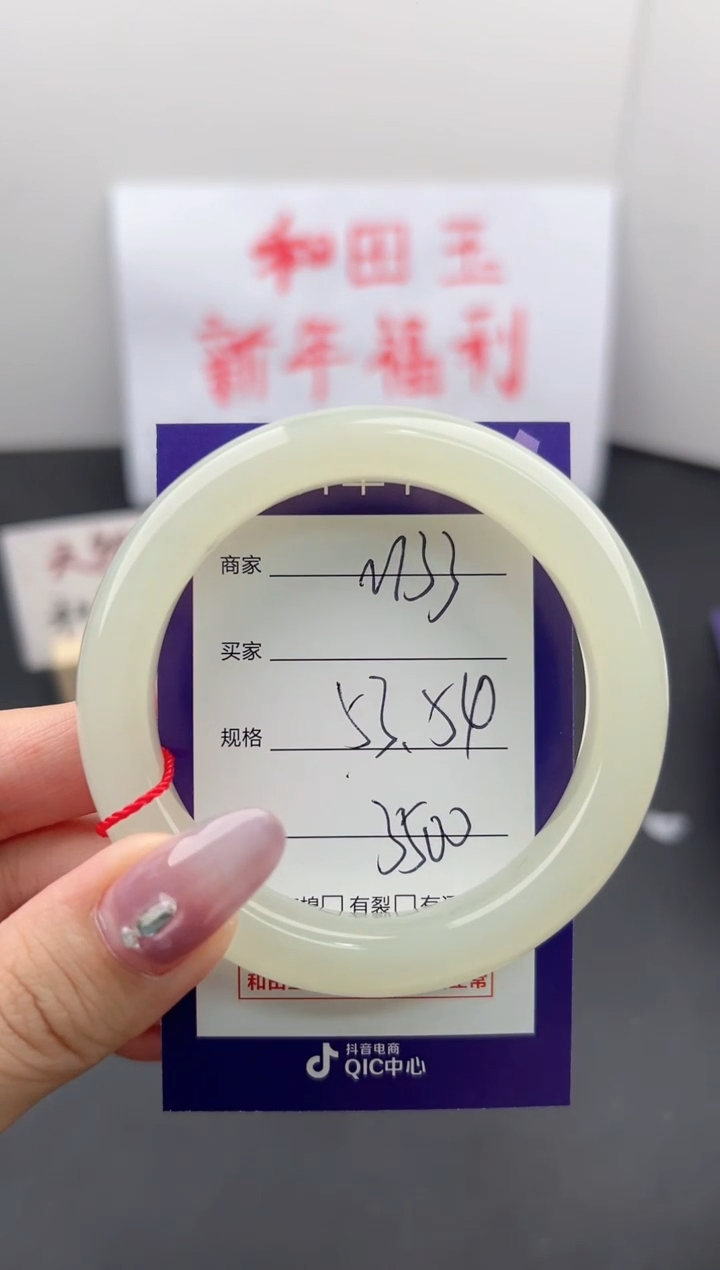 和田玉
新年福利
商家 M33
买家
规格 53.54
3500
有裂
抖音电商
QIC中心